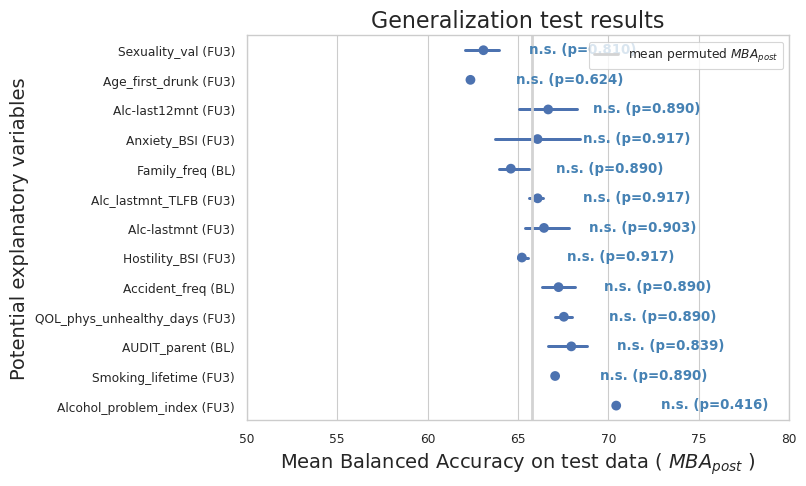 Generalization test results
Potential explanatory variables
Sexuality_val (FU3) n.s. (p=0.810)
mean permuted MBA_post
Age_first_drunk (FU3) n.s. (p=0.624)
Alc-last12mnt (FU3) n.s. (p=0.890)
Anxiety_BSI (FU3) n.s. (p=0.917)
Family_freq (BL) n.s. (p=0.890)
Alc_lastmnt_TLFB (FU3) n.s. (p=0.917)
Alc-lastmnt (FU3) n.s. (p=0.903)
Hostility_BSI (FU3) n.s. (p=0.917)
Accident_freq (BL) n.s. (p=0.890)
QOL_phys_unhealthy_days (FU3) n.s. (p=0.890)
AUDIT_parent (BL) n.s. (p=0.839)
Smoking_lifetime (FU3) n.s. (p=0.890)
Alcohol_problem_index (FU3) n.s. (p=0.416)
50 55 60 65 70 75 80
Mean Balanced Accuracy on test data ( MBA_post )